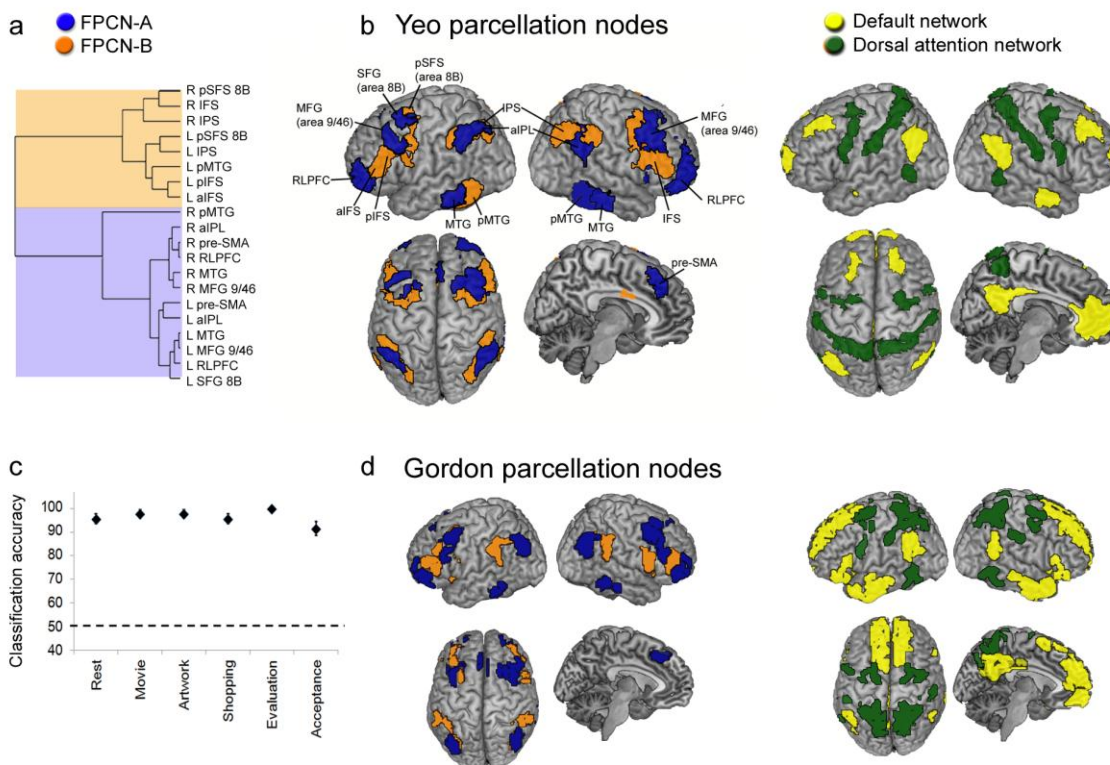 a
FPCN-A
FPCN-B
R pSFS 8B
R IFS
R IPS
L pSFS 8B
L IPS
L pMTG
L pIFS
L aIFS
R pMTG
R aIPL
R pre-SMA
R RLPFC
R MTG
R MFG 9/46
L pre-SMA
L aIPL
L MTG
L MFG 9/46
L RLPFC
L SFG 8B
b Yeo parcellation nodes
pSFS
(area 8B)
SFG
(area 8B)
MFG
(area 9/46)
IPS
aIPL
MFG
(area 9/46)
RLPFC
aIFS
pIFS
MTG
pMTG
pMTG
MTG
IFS
RLPFC
pre-SMA
Default network
Dorsal attention network
c
Classification accuracy
100
90
80
70
60
50
40
Rest
Movie
Artwork
Shopping
Evaluation
Acceptance
d Gordon parcellation nodes